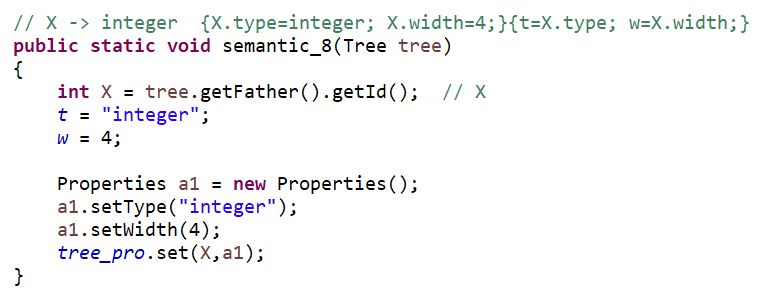 // X -> integer  {X.type=integer; X.width=4;}{t=X.type; w=X.width;}
public static void semantic_8(Tree tree)
{
    int X = tree.getFather().getId();  // X
    t = "integer";
    w = 4;

    Properties a1 = new Properties();
    a1.setType("integer");
    a1.setWidth(4);
    tree_pro.set(X,a1);
}